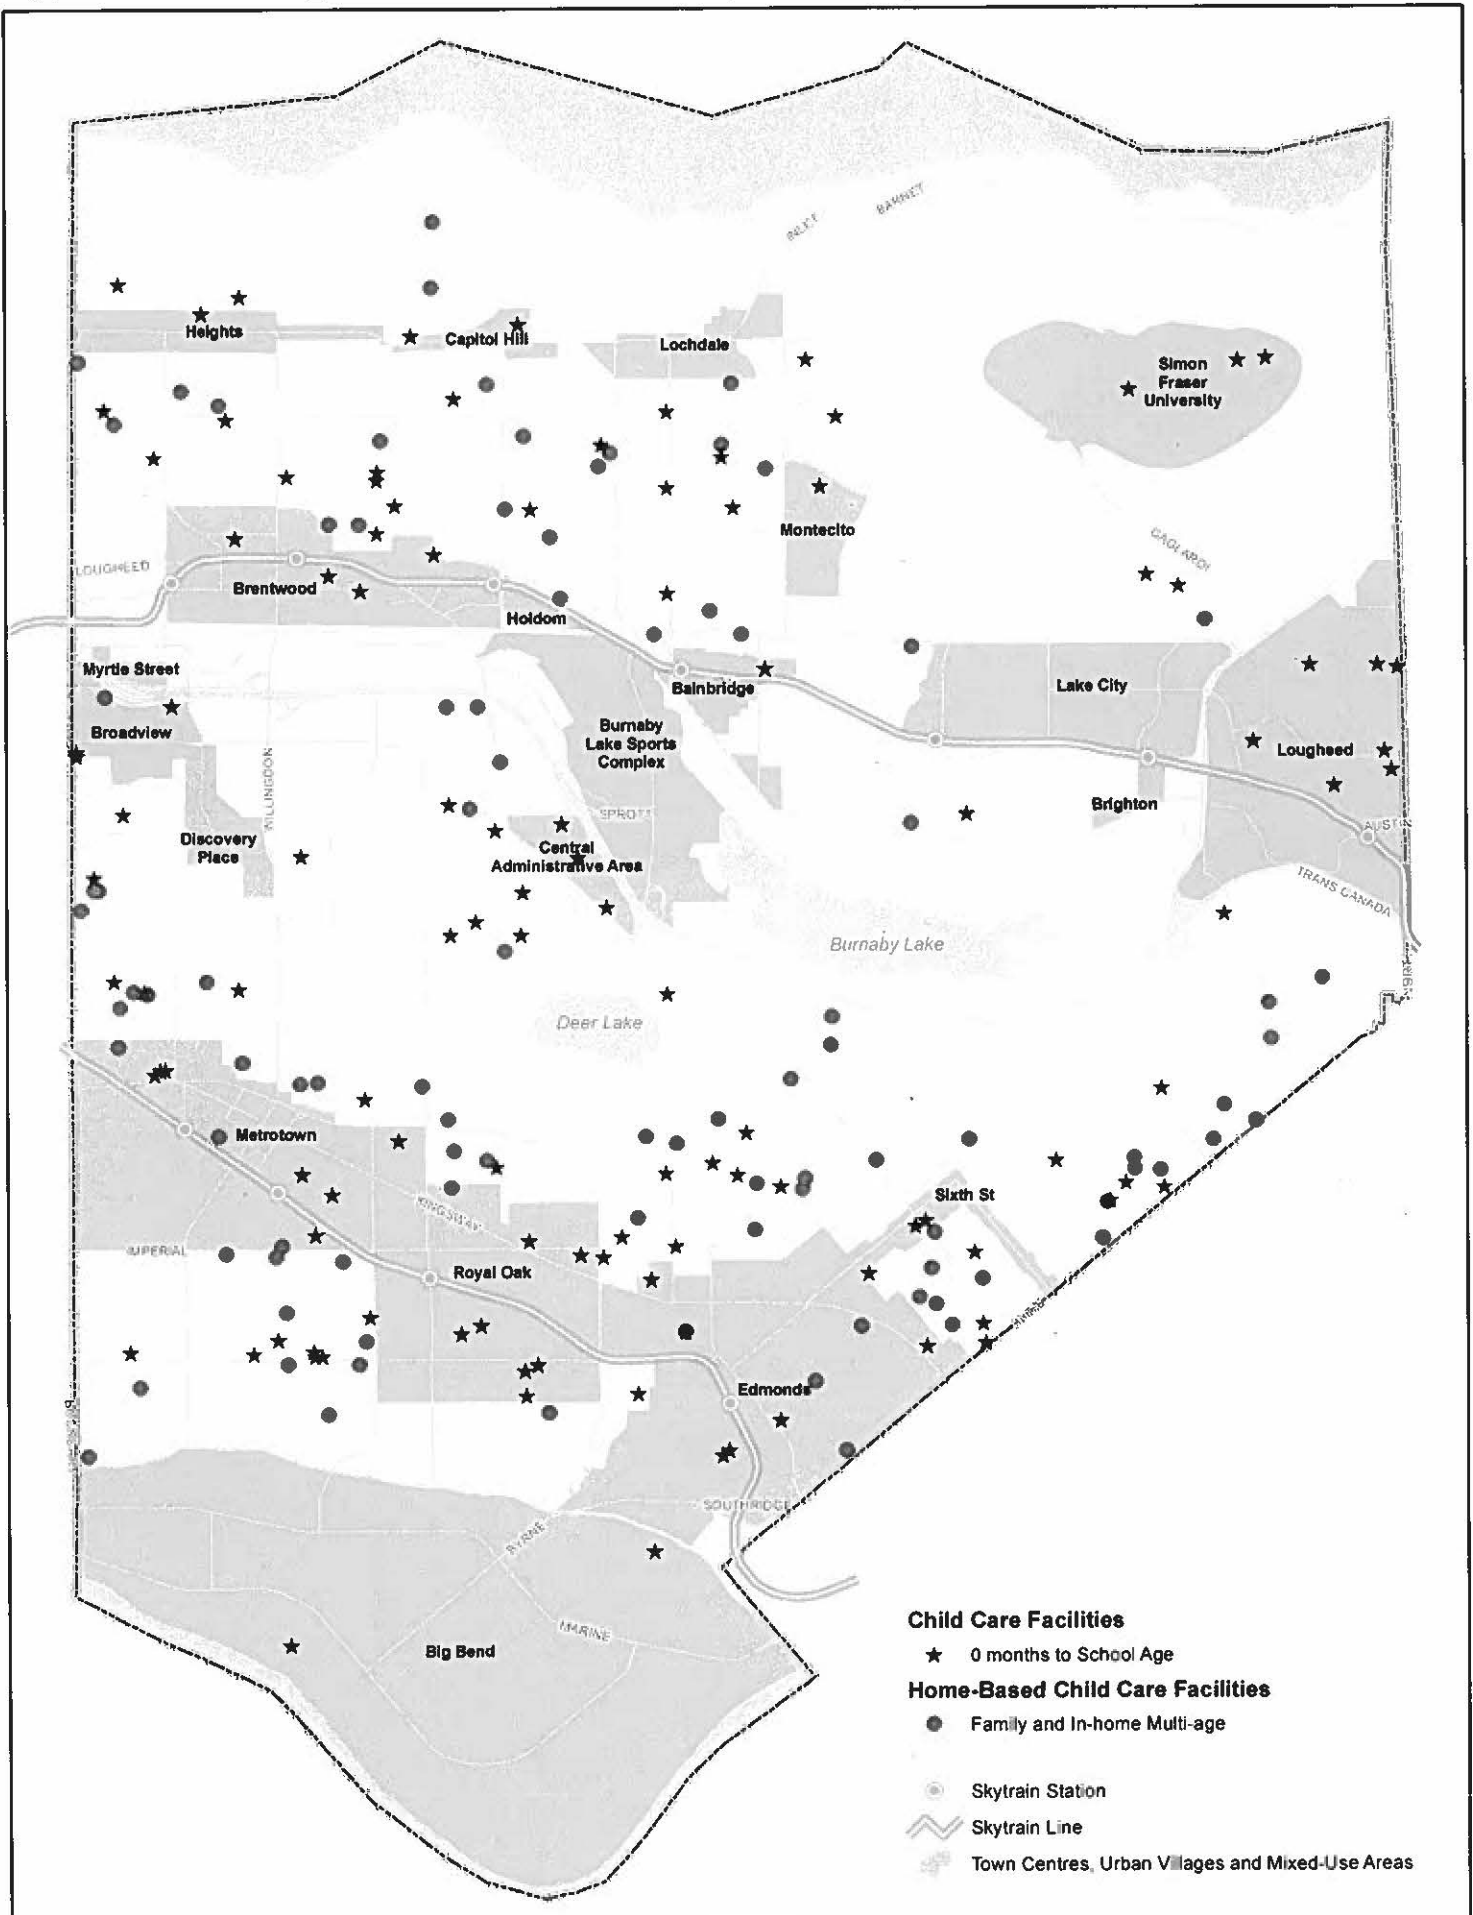 INLET
BARNET
Heights
Capitol Hill
Lochdale
Simon
Fraser
University
Montecito
GAGLARDI
LOUGHEED
Brentwood
Holdom
Myrtle Street
Bainbridge
Lake City
Broadview
Burnaby
Lake Sports
Complex
Lougheed
WILLINGDON
Brighton
SPROTT
AUSTIN
Discovery
Place
Central
Administrative Area
TRANS CANADA
Burnaby Lake
Deer Lake
Metrotown
KINGSWAY
Sixth St
IMPERIAL
Royal Oak
Edmonds
SOUTHRIDGE
BYRNE
MARINE
Big Bend
Child Care Facilities
0 months to School Age
Home-Based Child Care Facilities
Family and In-home Multi-age
Skytrain Station
Skytrain Line
Town Centres, Urban Villages and Mixed-Use Areas